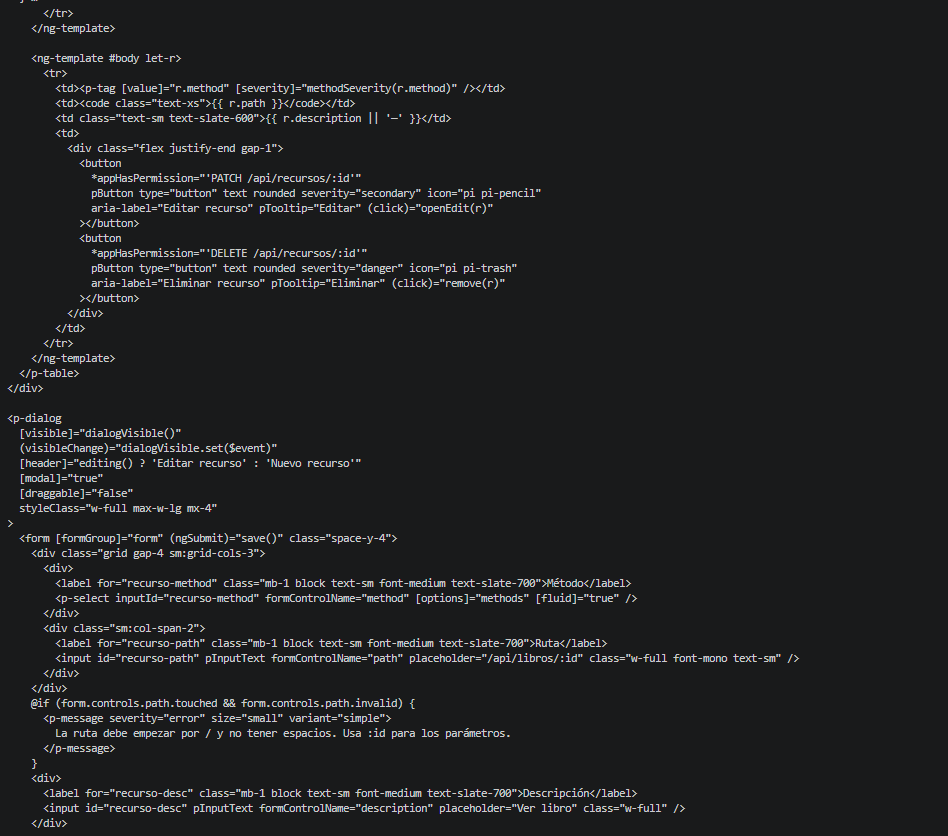 </tr>
</ng-template>
<ng-template #body let-r>
<tr>
<td><p-tag [value]="r.method" [severity]="methodSeverity(r.method)" /></td>
<td><code class="text-xs">{{ r.path }}</code></td>
<td class="text-sm text-slate-600">{{ r.description || '—' }}</td>
<td>
<div class="flex justify-end gap-1">
<button
*appHasPermission="'PATCH /api/recursos/:id'"
pButton type="button" text rounded severity="secondary" icon="pi pi-pencil"
aria-label="Editar recurso" pTooltip="Editar" (click)="openEdit(r)"
></button>
<button
*appHasPermission="'DELETE /api/recursos/:id'"
pButton type="button" text rounded severity="danger" icon="pi pi-trash"
aria-label="Eliminar recurso" pTooltip="Eliminar" (click)="remove(r)"
></button>
</div>
</td>
</tr>
</ng-template>
</p-table>
</div>
<p-dialog
[visible]="dialogVisible()"
(visibleChange)="dialogVisible.set($event)"
[header]="editing() ? 'Editar recurso' : 'Nuevo recurso'"
[modal]="true"
[draggable]="false"
styleClass="w-full max-w-lg mx-4"
>
<form [formGroup]="form" (ngSubmit)="save()" class="space-y-4">
<div class="grid gap-4 sm:grid-cols-3">
<div>
<label for="recurso-method" class="mb-1 block text-sm font-medium text-slate-700">Método</label>
<p-select inputId="recurso-method" formControlName="method" [options]="methods" [fluid]="true" />
</div>
<div class="sm:col-span-2">
<label for="recurso-path" class="mb-1 block text-sm font-medium text-slate-700">Ruta</label>
<input id="recurso-path" pInputText formControlName="path" placeholder="/api/libros/:id" class="w-full font-mono text-sm" />
</div>
</div>
@if (form.controls.path.touched && form.controls.path.invalid) {
<p-message severity="error" size="small" variant="simple">
La ruta debe empezar por / y no tener espacios. Usa :id para los parámetros.
</p-message>
}
<div>
<label for="recurso-desc" class="mb-1 block text-sm font-medium text-slate-700">Descripción</label>
<input id="recurso-desc" pInputText formControlName="description" placeholder="Ver libro" class="w-full" />
</div>